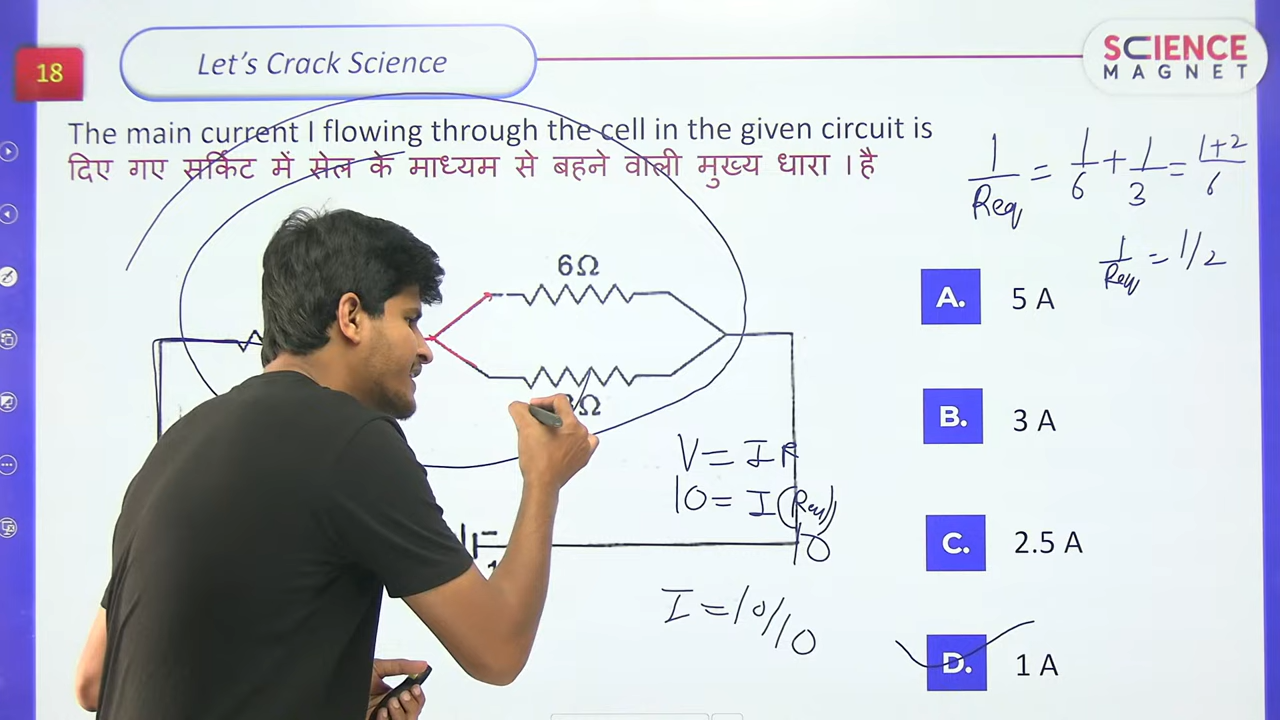 18
Let's Crack Science
SCIENCE
MAGNET
The main current I flowing through the cell in the given circuit is
दिए गए सर्किट में सेल के माध्यम से बहने वाली मुख्य धारा । है
1/Req = 1/6 + 1/3 = 1+2/6
1/Req = 1/2
6Ω
Ω
A. 5 A
B. 3 A
V = IR
10 = I (Req)
10
C. 2.5 A
I = 10/10
D. 1 A